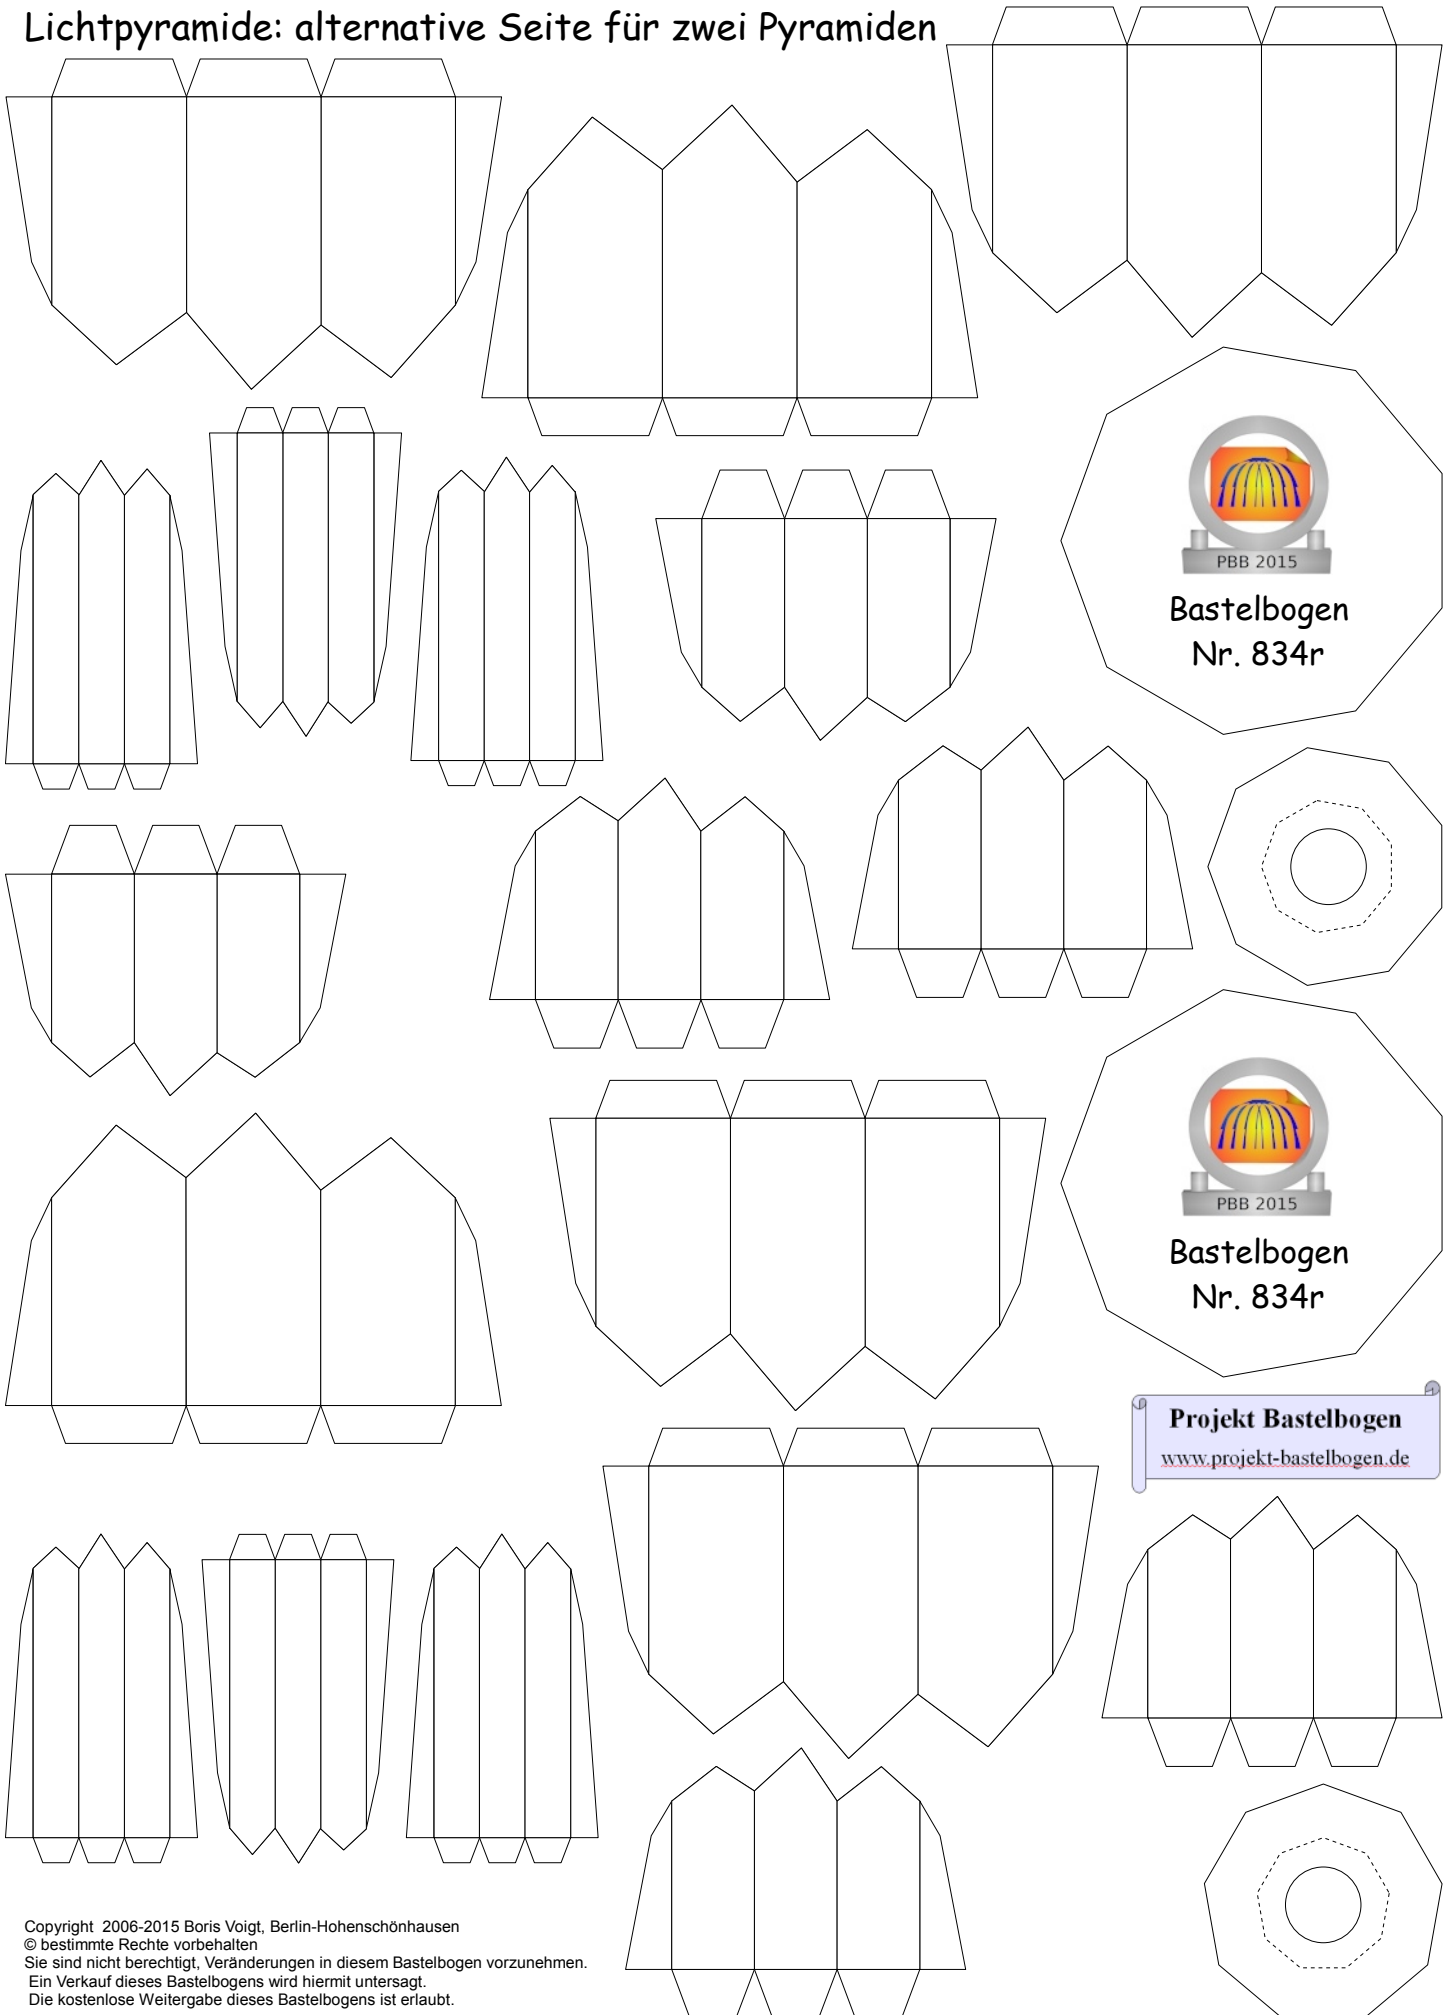 Lichtpyramide: alternative Seite für zwei Pyramiden
PBB 2015
Bastelbogen
Nr. 834r
PBB 2015
Bastelbogen
Nr. 834r
Projekt Bastelbogen
www.projekt-bastelbogen.de
Copyright  2006-2015 Boris Voigt, Berlin-Hohenschönhausen
© bestimmte Rechte vorbehalten
Sie sind nicht berechtigt, Veränderungen in diesem Bastelbogen vorzunehmen.
Ein Verkauf dieses Bastelbogens wird hiermit untersagt.
Die kostenlose Weitergabe dieses Bastelbogens ist erlaubt.